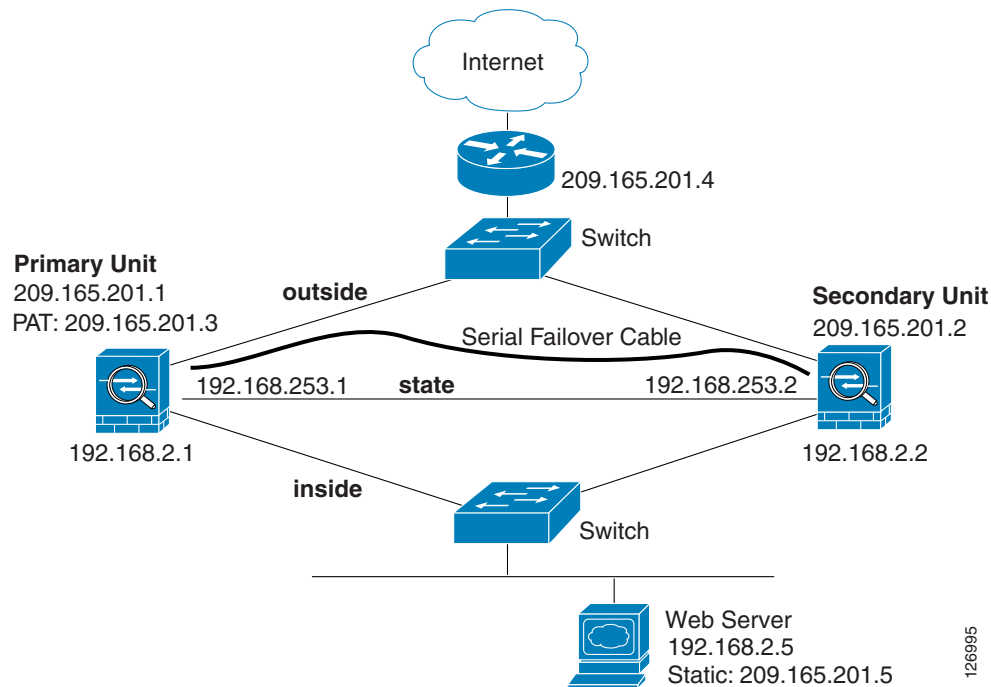 Internet
209.165.201.4
Switch
Primary Unit
209.165.201.1
PAT: 209.165.201.3
outside
Secondary Unit
209.165.201.2
Serial Failover Cable
192.168.253.1
state
192.168.253.2
192.168.2.1
192.168.2.2
inside
Switch
Web Server
192.168.2.5
Static: 209.165.201.5
126995